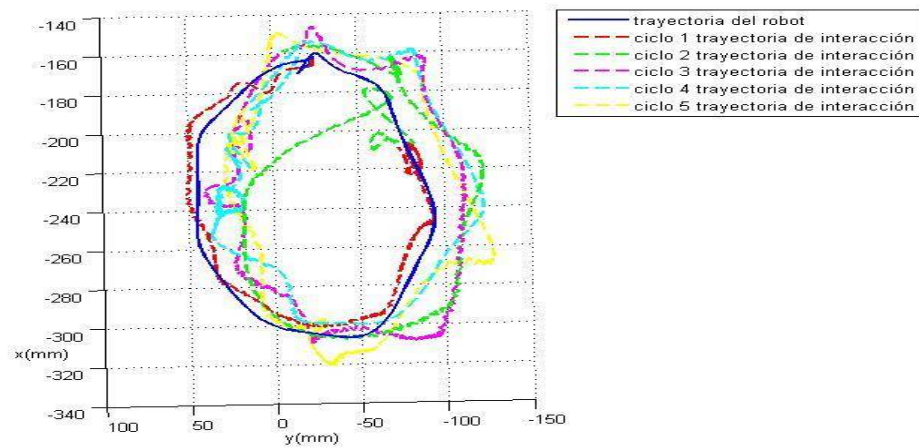 -140
-160
-180
-200
-220
-240
-260
-280
-300
x(mm)
-320
-340
100
50
0
-50
-100
-150
y(mm)
trayectoria del robot
ciclo 1 trayectoria de interacción
ciclo 2 trayectoria de interacción
ciclo 3 trayectoria de interacción
ciclo 4 trayectoria de interacción
ciclo 5 trayectoria de interacción